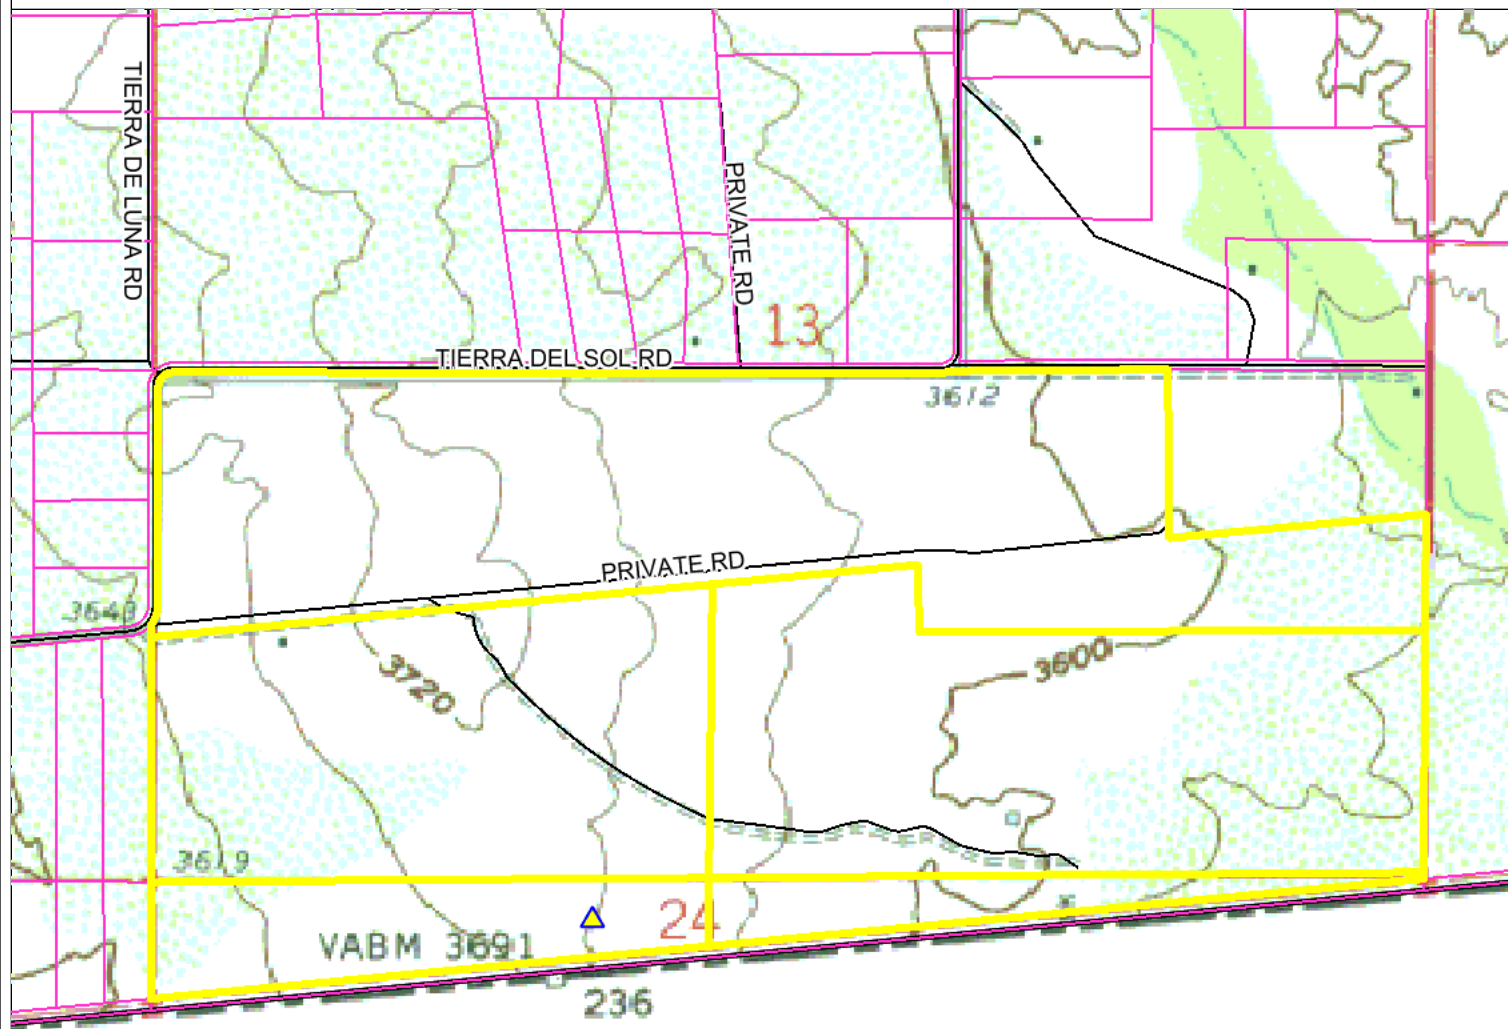 TIERRA DE LUNA RD
PRIVATE RD
13
TIERRA DEL SOL RD
3612
PRIVATE RD
3643
3720
3600
3619
24
VABM 3691
236